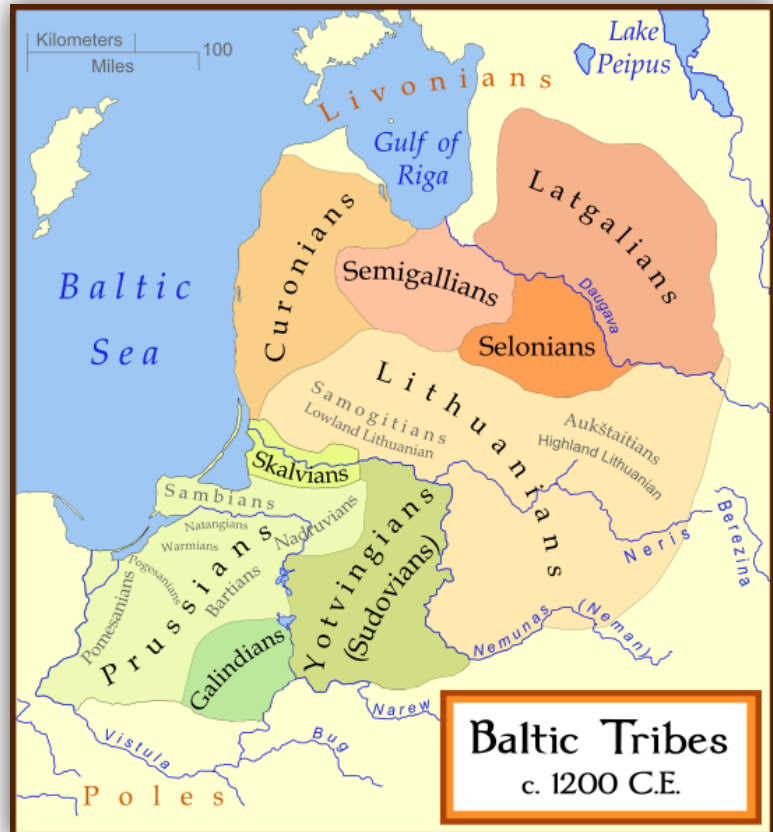 Kilometers
100
Miles
Lake
Peipus
Livonians
Gulf of
Riga
Latgalians
Curonians
Semigallians
Baltic
Sea
Daugava
Selonians
Lithuanians
Samogitians
Lowland Lithuanian
Aukštaitians
Highland Lithuanian
Skalvians
Sambians
Natangians
Nadruvians
Warmians
Prussians
Pogesanians
Bartians
Pomesanians
Yotvingians
(Sudovians)
Neris
Berezina
Nemunas (Neman)
Galindians
Narew
Bug
Vistula
Poles
Baltic Tribes
c. 1200 C.E.